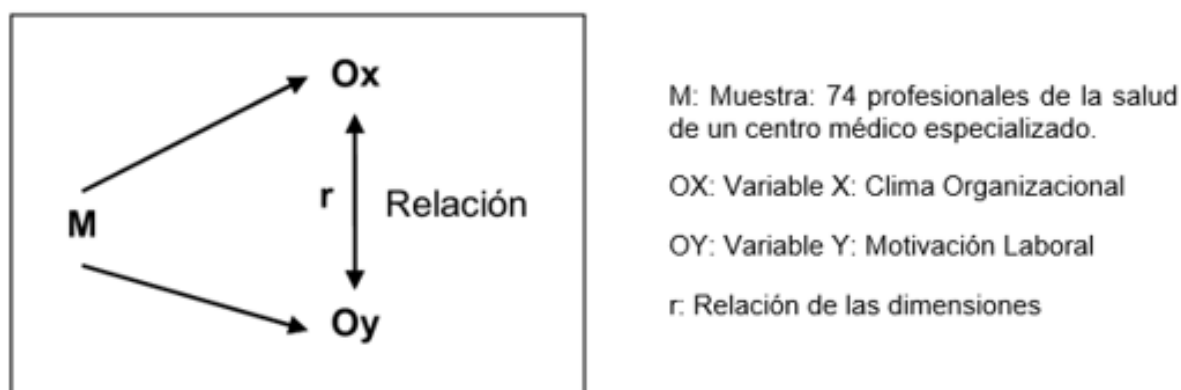 Ox
r
Relación
M
Oy
M: Muestra: 74 profesionales de la salud
de un centro médico especializado.
OX: Variable X: Clima Organizacional
OY: Variable Y: Motivación Laboral
r: Relación de las dimensiones